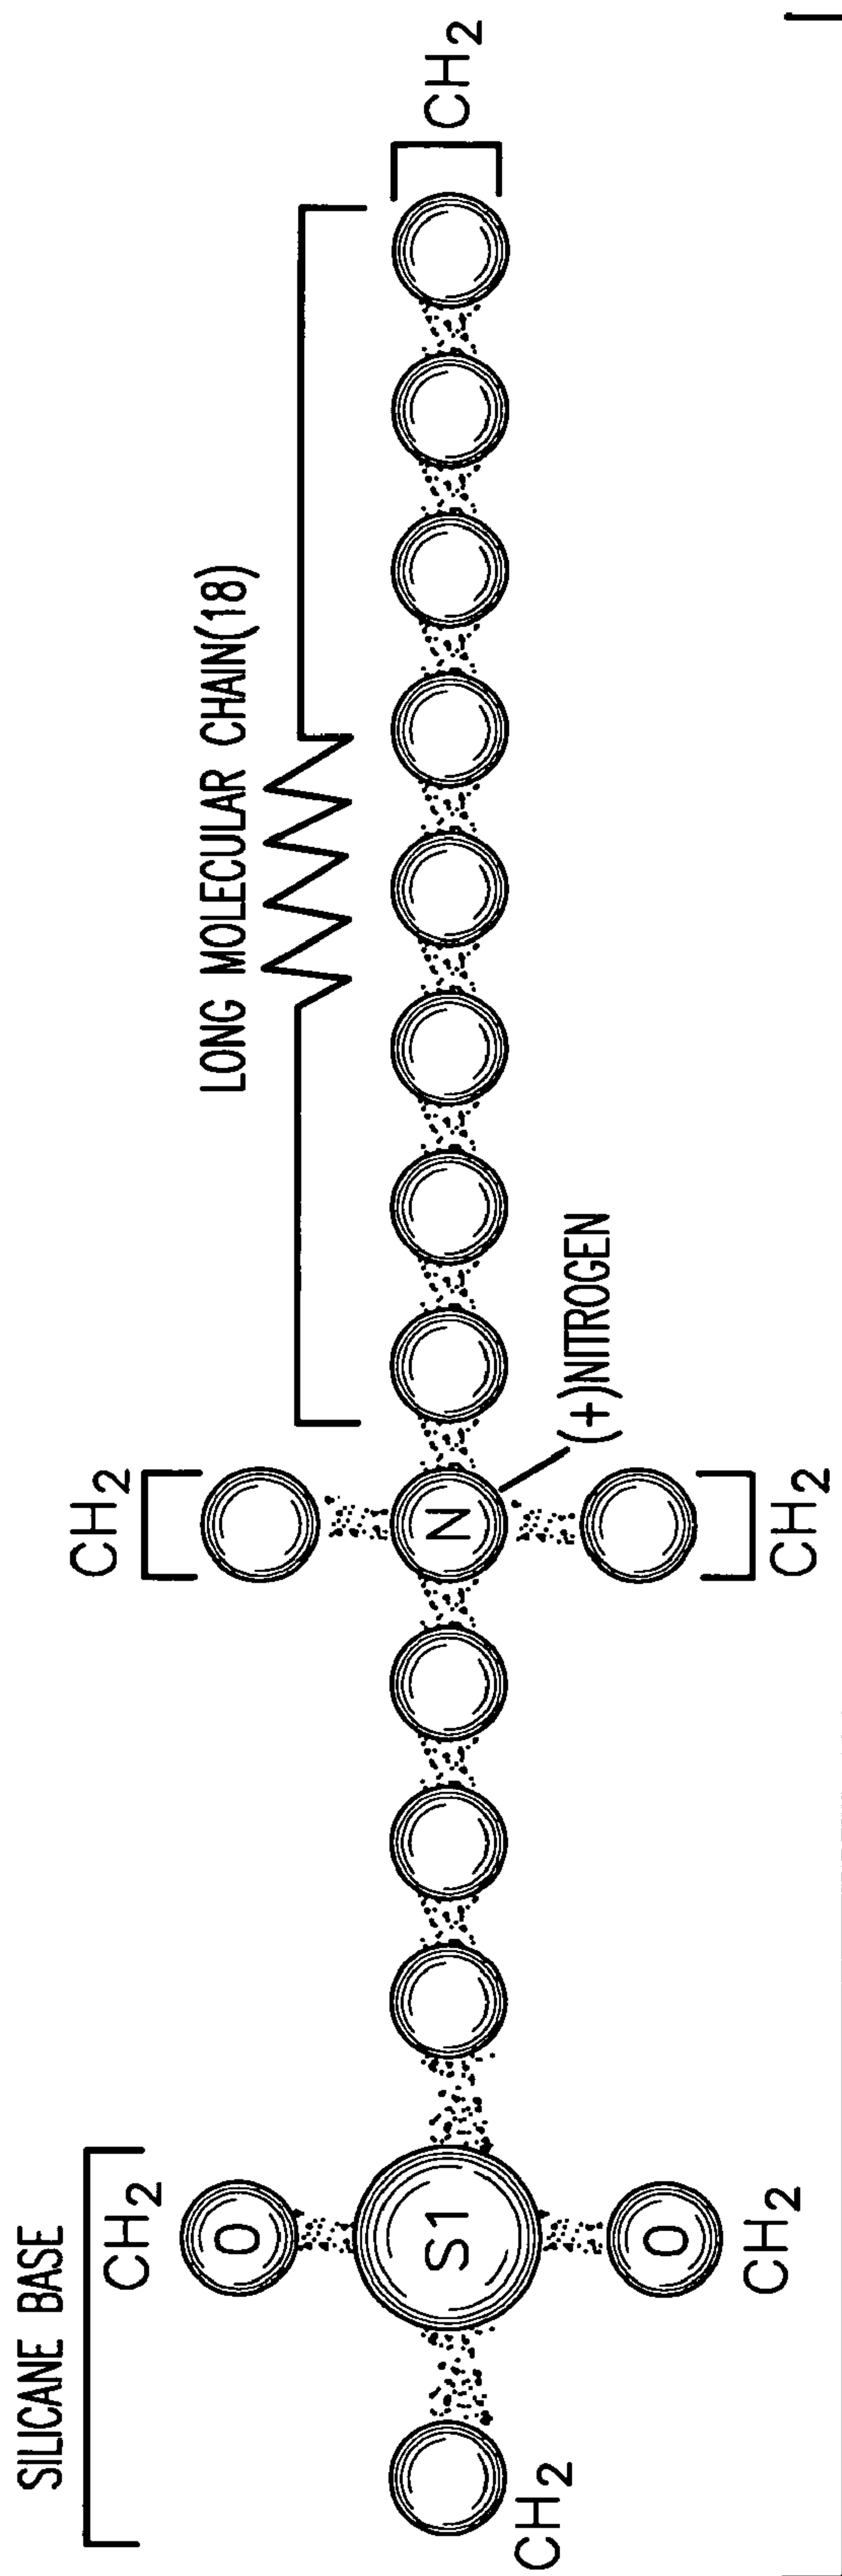 SILICANE BASE
CH2
O
S1
CH2
O
CH2
CH2
N
(+)NITROGEN
CH2
LONG MOLECULAR CHAIN(18)
CH2